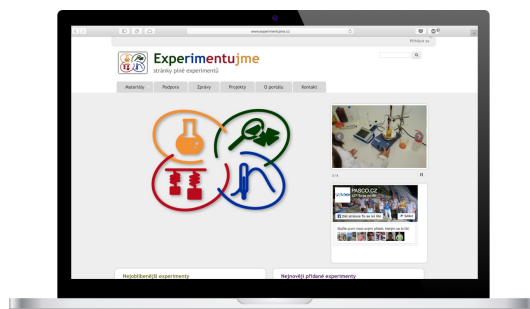 www.experimentujme.cz
Přihlásit se
Experimentujme
stránky plné experimentů
Materiály
Podpora
Zprávy
Projekty
O portálu
Kontakt
PASCO.CZ
Nejoblíbenější experimenty
Nejnověji přidané experimenty